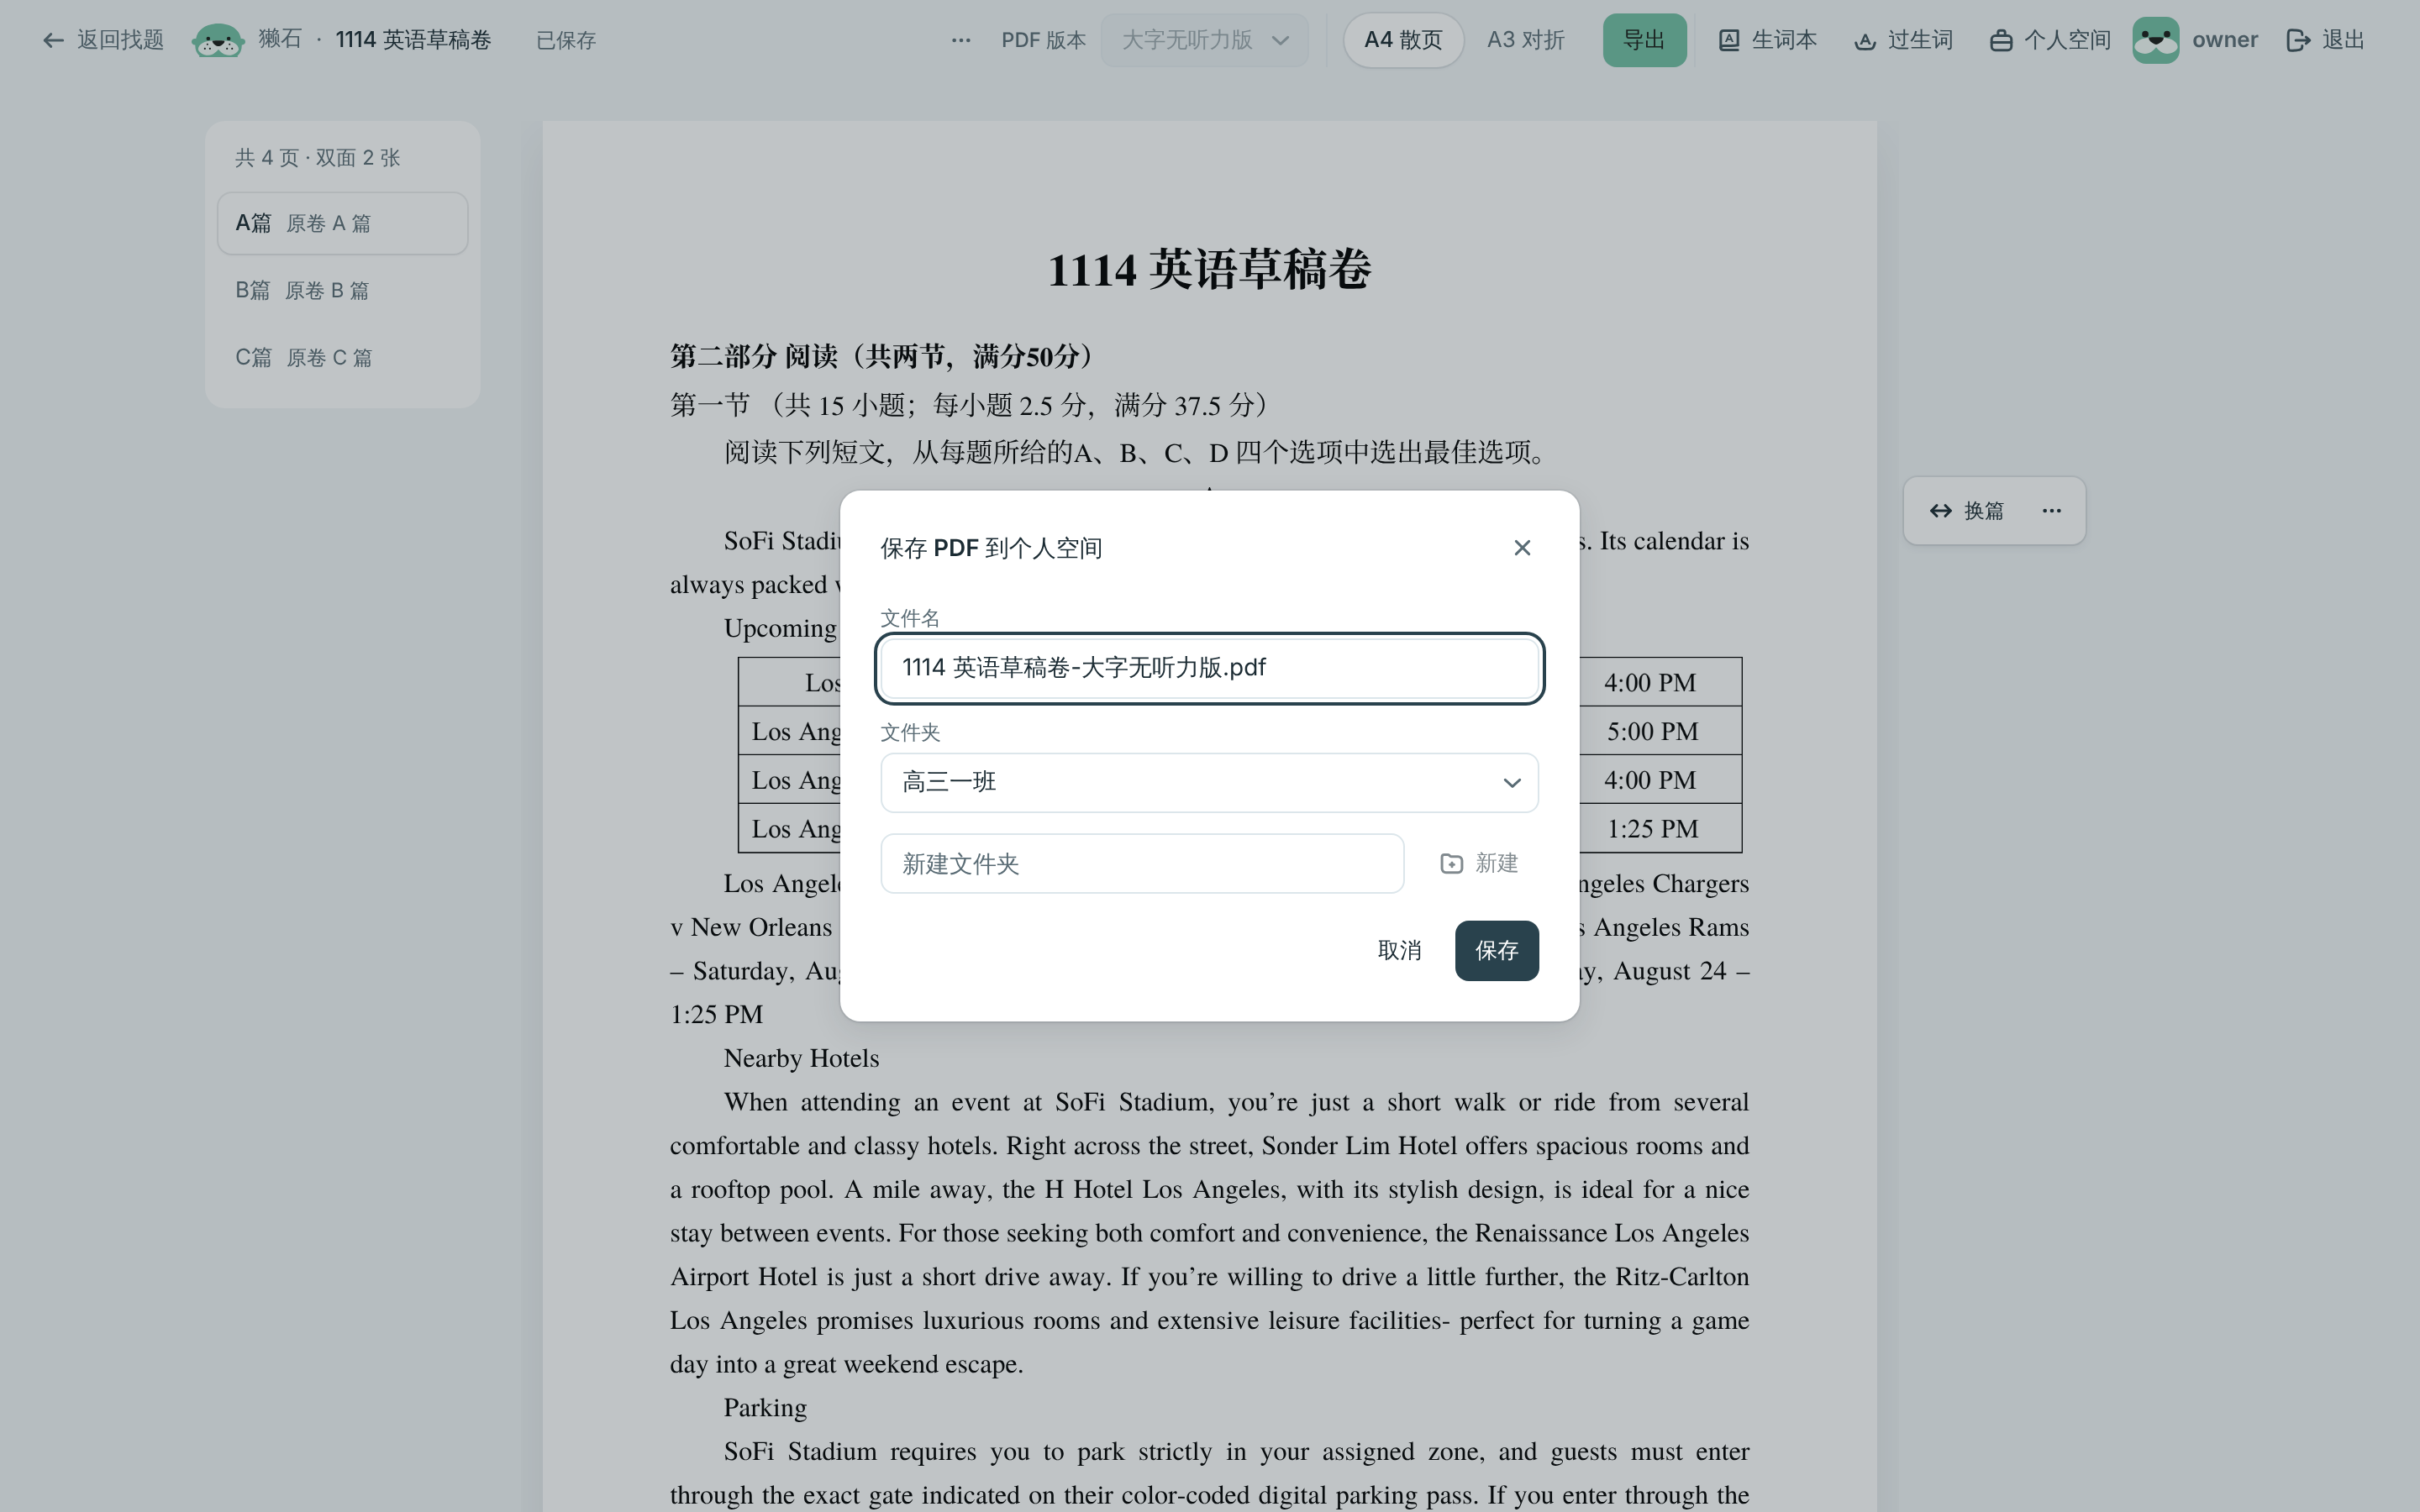 返回找题 獭石 · 1114 英语草稿卷 已保存 ··· PDF 版本 大字无听力版 A4 散页 A3 对折 导出 生词本 过生词 个人空间 owner 退出
共 4 页 · 双面 2 张
A篇 原卷 A 篇
B篇 原卷 B 篇
C篇 原卷 C 篇
1114 英语草稿卷
第二部分 阅读（共两节，满分50分）
第一节 （共 15 小题；每小题 2.5 分，满分 37.5 分）
阅读下列短文，从每题所给的A、B、C、D 四个选项中选出最佳选项。
换篇 ···
SoFi s. Its calendar is
always packed
Upcoming
4:00 PM
Los Ang 5:00 PM
Los Ang 4:00 PM
Los Ang 1:25 PM
Los ngeles Chargers
v New Orleans s Angeles Rams
– Saturday, ay, August 24 –
1:25 PM
保存 PDF 到个人空间
文件名
1114 英语草稿卷-大字无听力版.pdf
文件夹
高三一班
新建文件夹 新建
取消 保存
Nearby Hotels
When attending an event at SoFi Stadium, you’re just a short walk or ride from several
comfortable and classy hotels. Right across the street, Sonder Lim Hotel offers spacious rooms and
a rooftop pool. A mile away, the H Hotel Los Angeles, with its stylish design, is ideal for a nice
stay between events. For those seeking both comfort and convenience, the Renaissance Los Angeles
Airport Hotel is just a short drive away. If you’re willing to drive a little further, the Ritz-Carlton
Los Angeles promises luxurious rooms and extensive leisure facilities- perfect for turning a game
day into a great weekend escape.
Parking
SoFi Stadium requires you to park strictly in your assigned zone, and guests must enter
through the exact gate indicated on their color-coded digital parking pass. If you enter through the